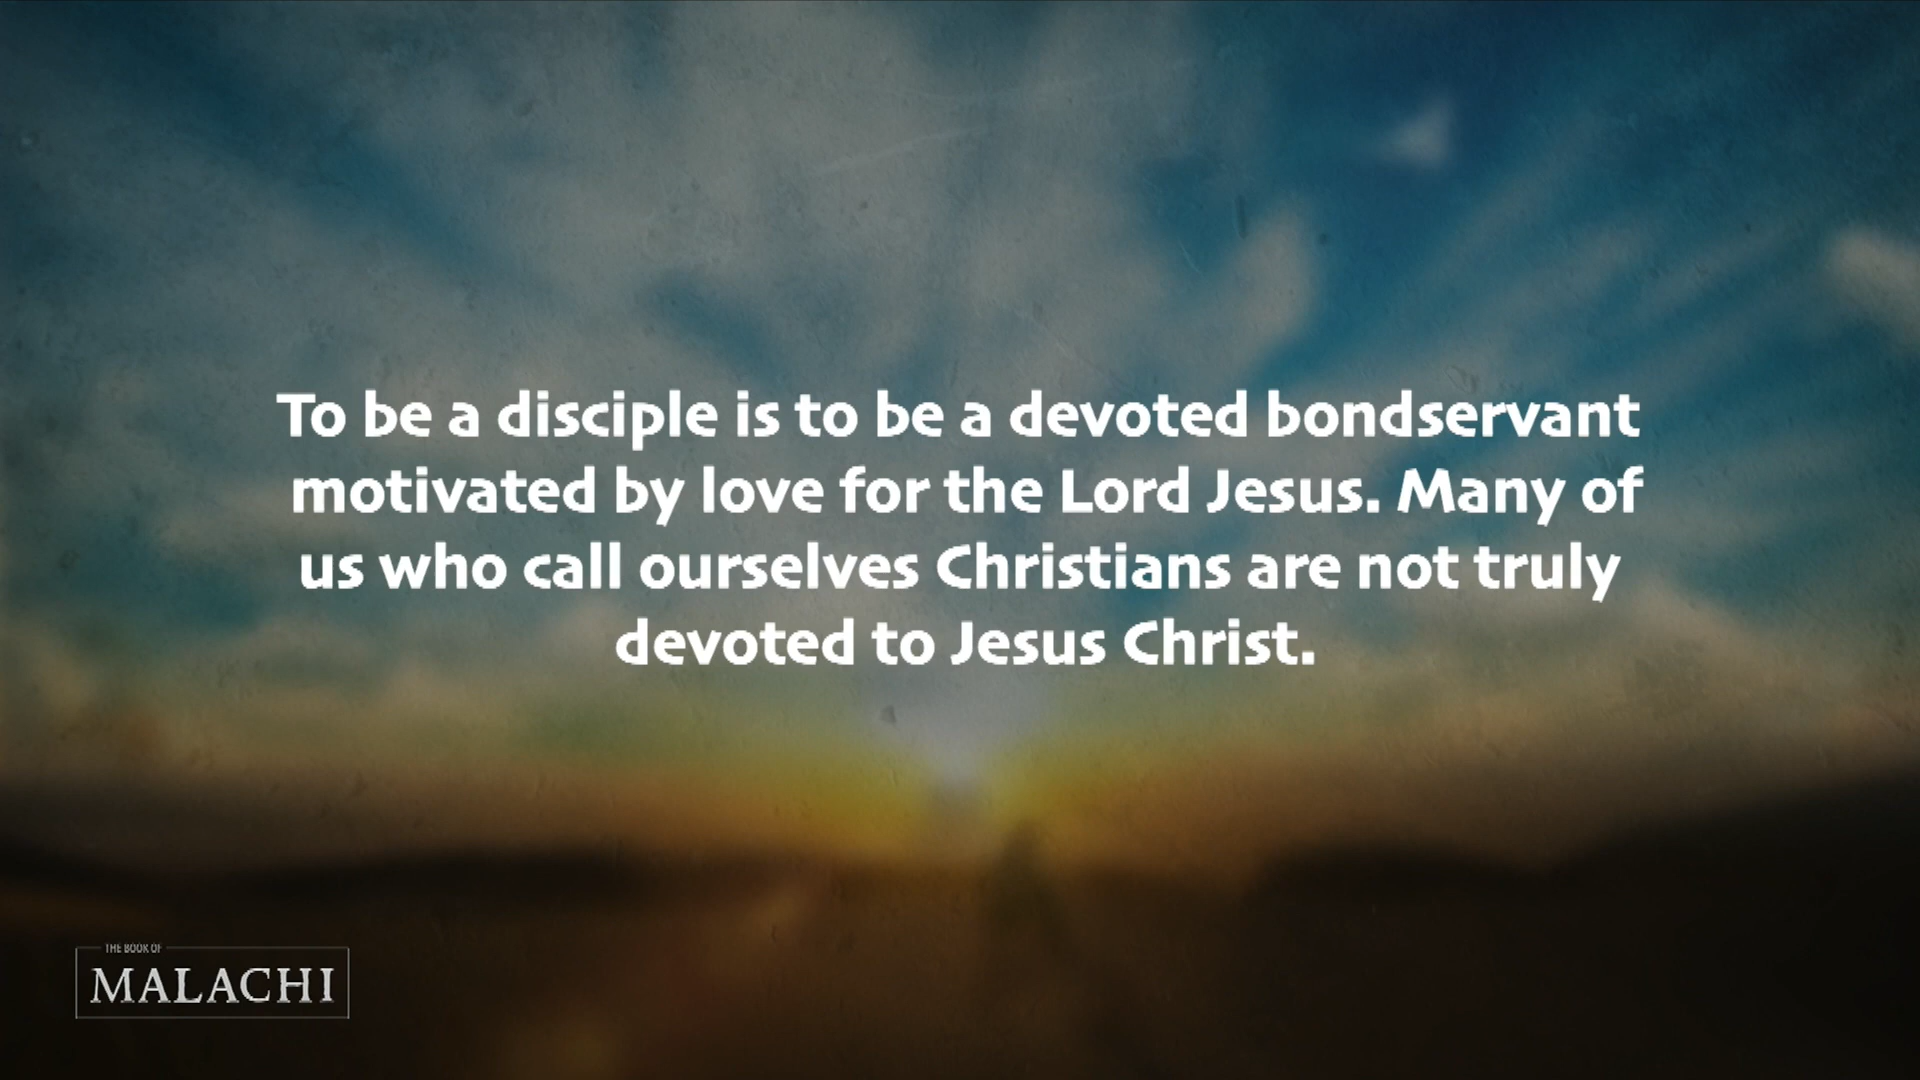 To be a disciple is to be a devoted bondservant
motivated by love for the Lord Jesus. Many of
us who call ourselves Christians are not truly
devoted to Jesus Christ.
THE BOOK OF
MALACHI